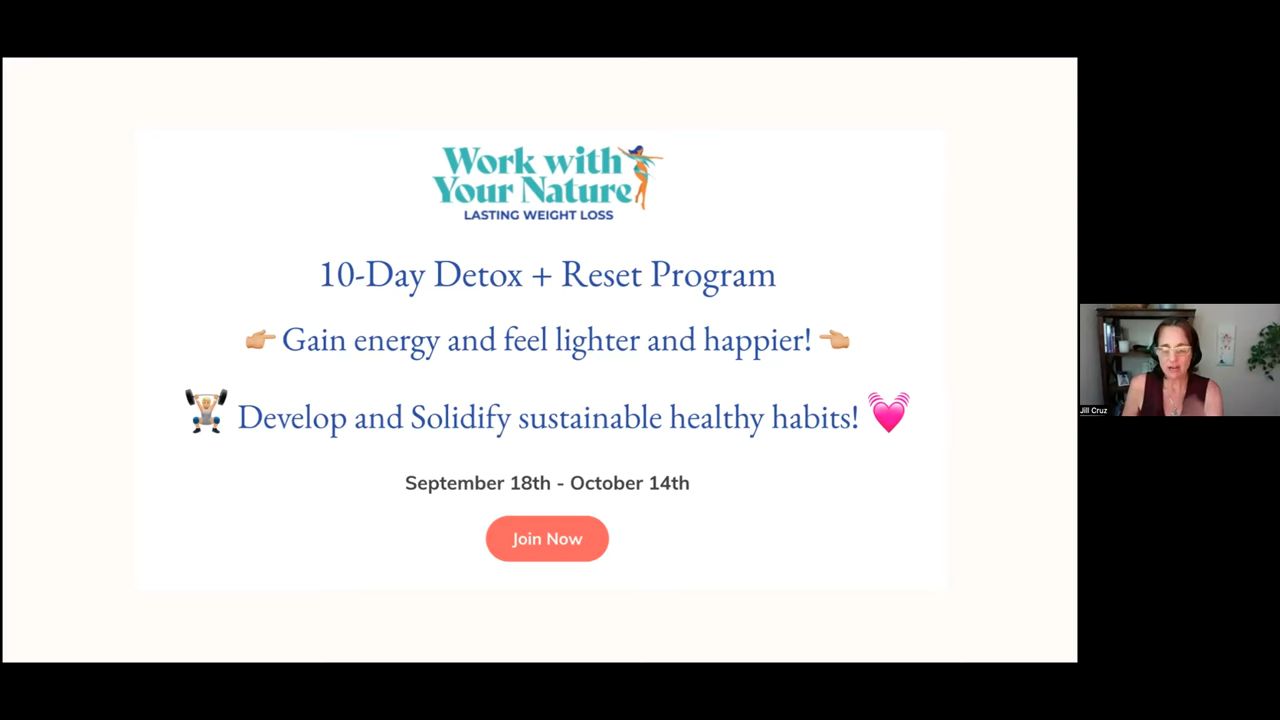 Work with
Your Nature
LASTING WEIGHT LOSS
10-Day Detox + Reset Program
👉🏼 Gain energy and feel lighter and happier! 👈🏼
🏋🏼 Develop and Solidify sustainable healthy habits! 💓
September 18th - October 14th
Join Now
Jill Cruz